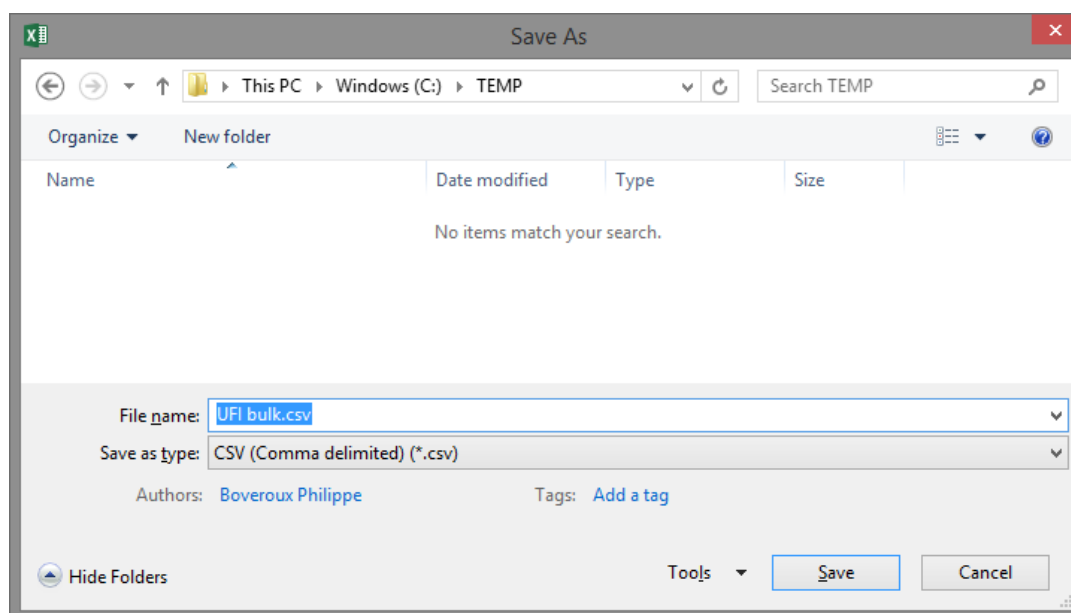 Save As
This PC Windows (C:) TEMP Search TEMP
Organize New folder
Name Date modified Type Size
No items match your search.
File name: UFI bulk.csv
Save as type: CSV (Comma delimited) (*.csv)
Authors: Boveroux Philippe Tags: Add a tag
Hide Folders Tools Save Cancel